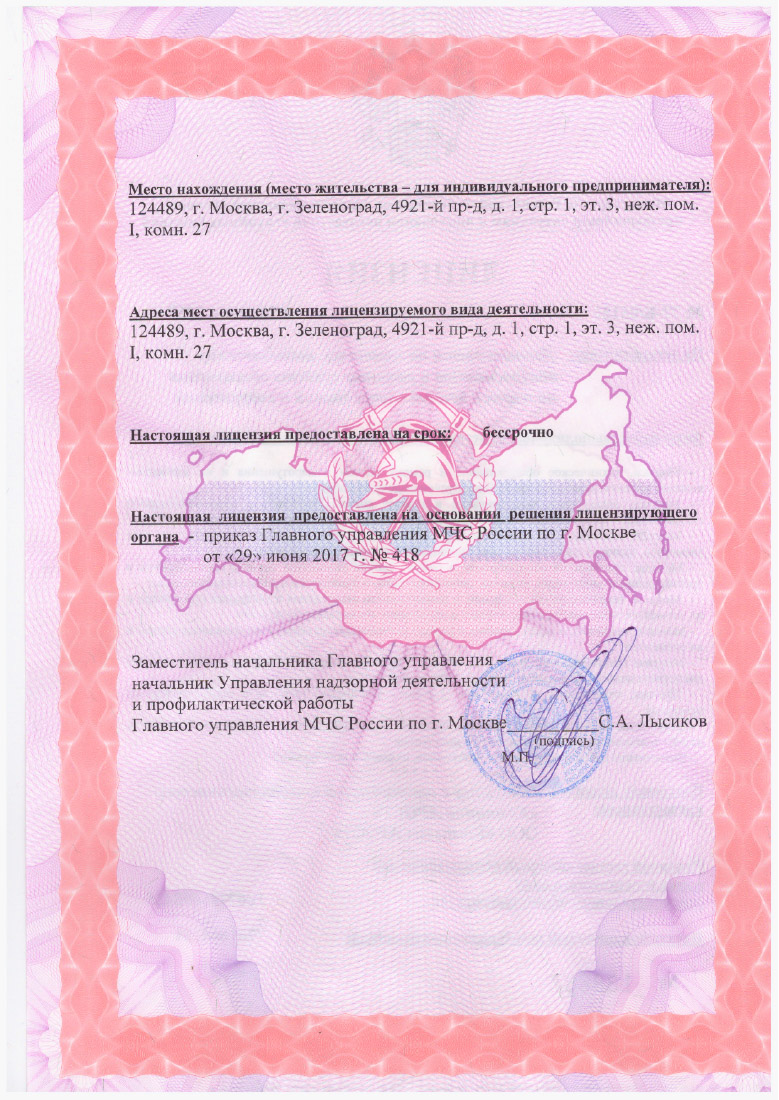 Место нахождения (место жительства – для индивидуального предпринимателя):
124489, г. Москва, г. Зеленоград, 4921-й пр-д, д. 1, стр. 1, эт. 3, неж. пом.
I, комн. 27
Адреса мест осуществления лицензируемого вида деятельности:
124489, г. Москва, г. Зеленоград, 4921-й пр-д, д. 1, стр. 1, эт. 3, неж. пом.
I, комн. 27
Настоящая лицензия предоставлена на срок: бессрочно
Настоящая лицензия предоставлена на основании решения лицензирующего
органа - приказ Главного управления МЧС России по г. Москве
от «29» июня 2017 г. № 418
Заместитель начальника Главного управления –
начальник Управления надзорной деятельности
и профилактической работы
Главного управления МЧС России по г. Москве__________С.А. Лысиков
(подпись)
М.П.